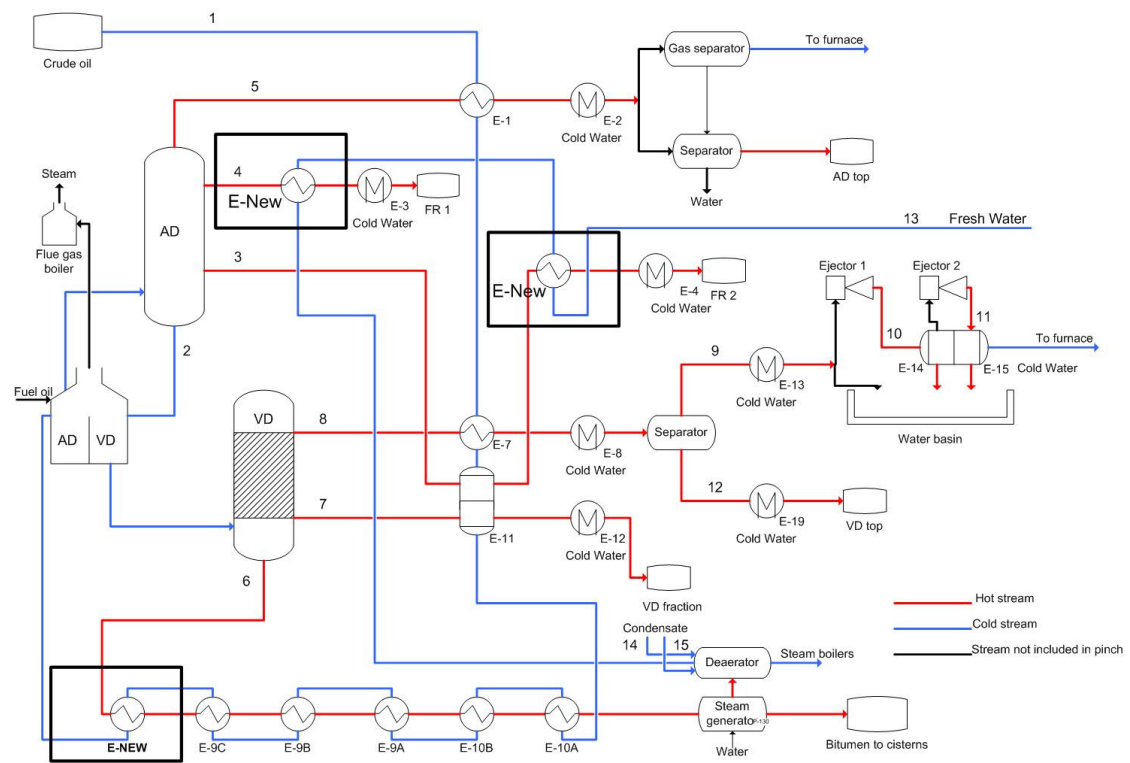 1
Crude oil
5
E-1
E-2
Cold Water
Gas separator
To furnace
Separator
AD top
Water
Steam
Flue gas
boiler
AD
4
E-New
E-3
Cold Water
FR 1
13
Fresh Water
3
E-New
E-4
Cold Water
FR 2
Ejector 1
Ejector 2
10
11
E-14
E-15
To furnace
Cold Water
2
Fuel oil
AD
VD
VD
8
E-7
E-8
Cold Water
Separator
9
E-13
Cold Water
Water basin
12
E-19
Cold Water
VD top
7
E-11
E-12
Cold Water
VD fraction
6
Condensate
14
15
Deaerator
Steam boilers
Hot stream
Cold stream
Stream not included in pinch
E-NEW
E-9C
E-9B
E-9A
E-10B
E-10A
Steam
generator
Water
Bitumen to cisterns